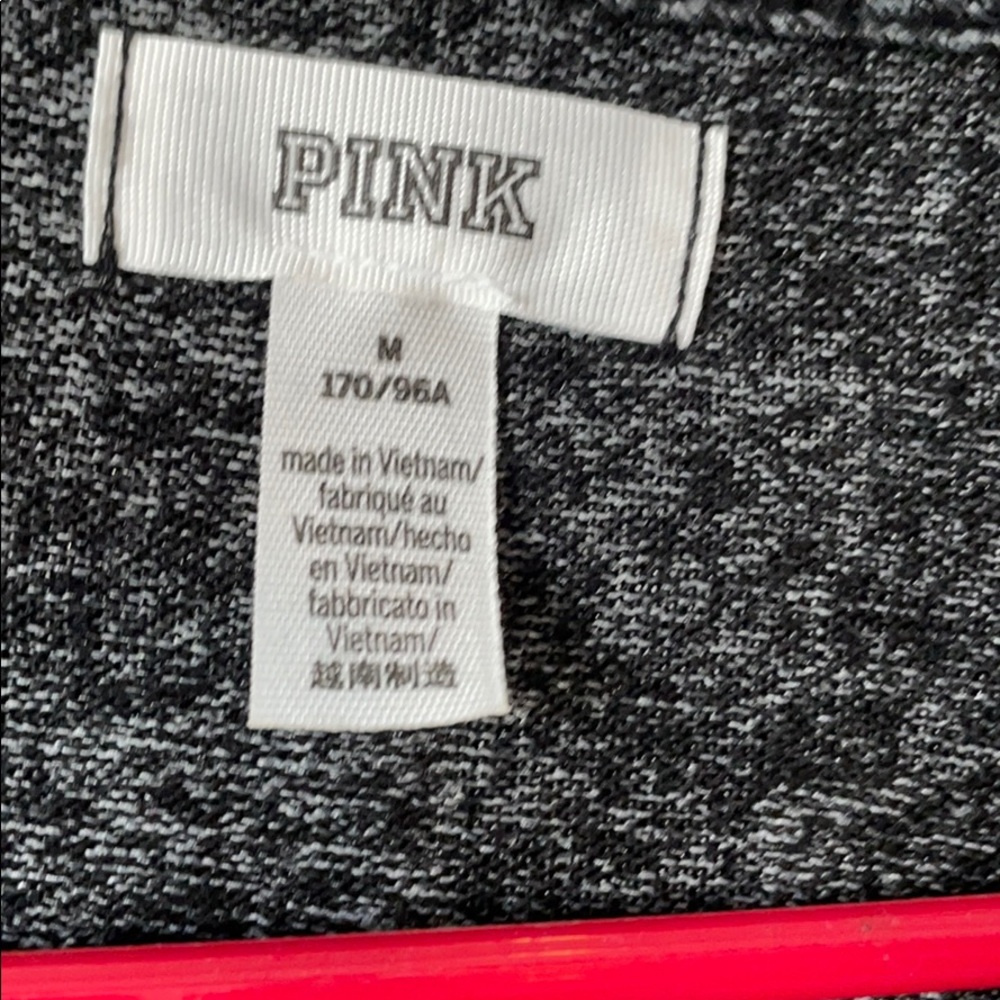 PINK
M
170/96A
made in Vietnam/
fabriqué au
Vietnam/hecho
en Vietnam/
fabbricato in
Vietnam/
越南制造